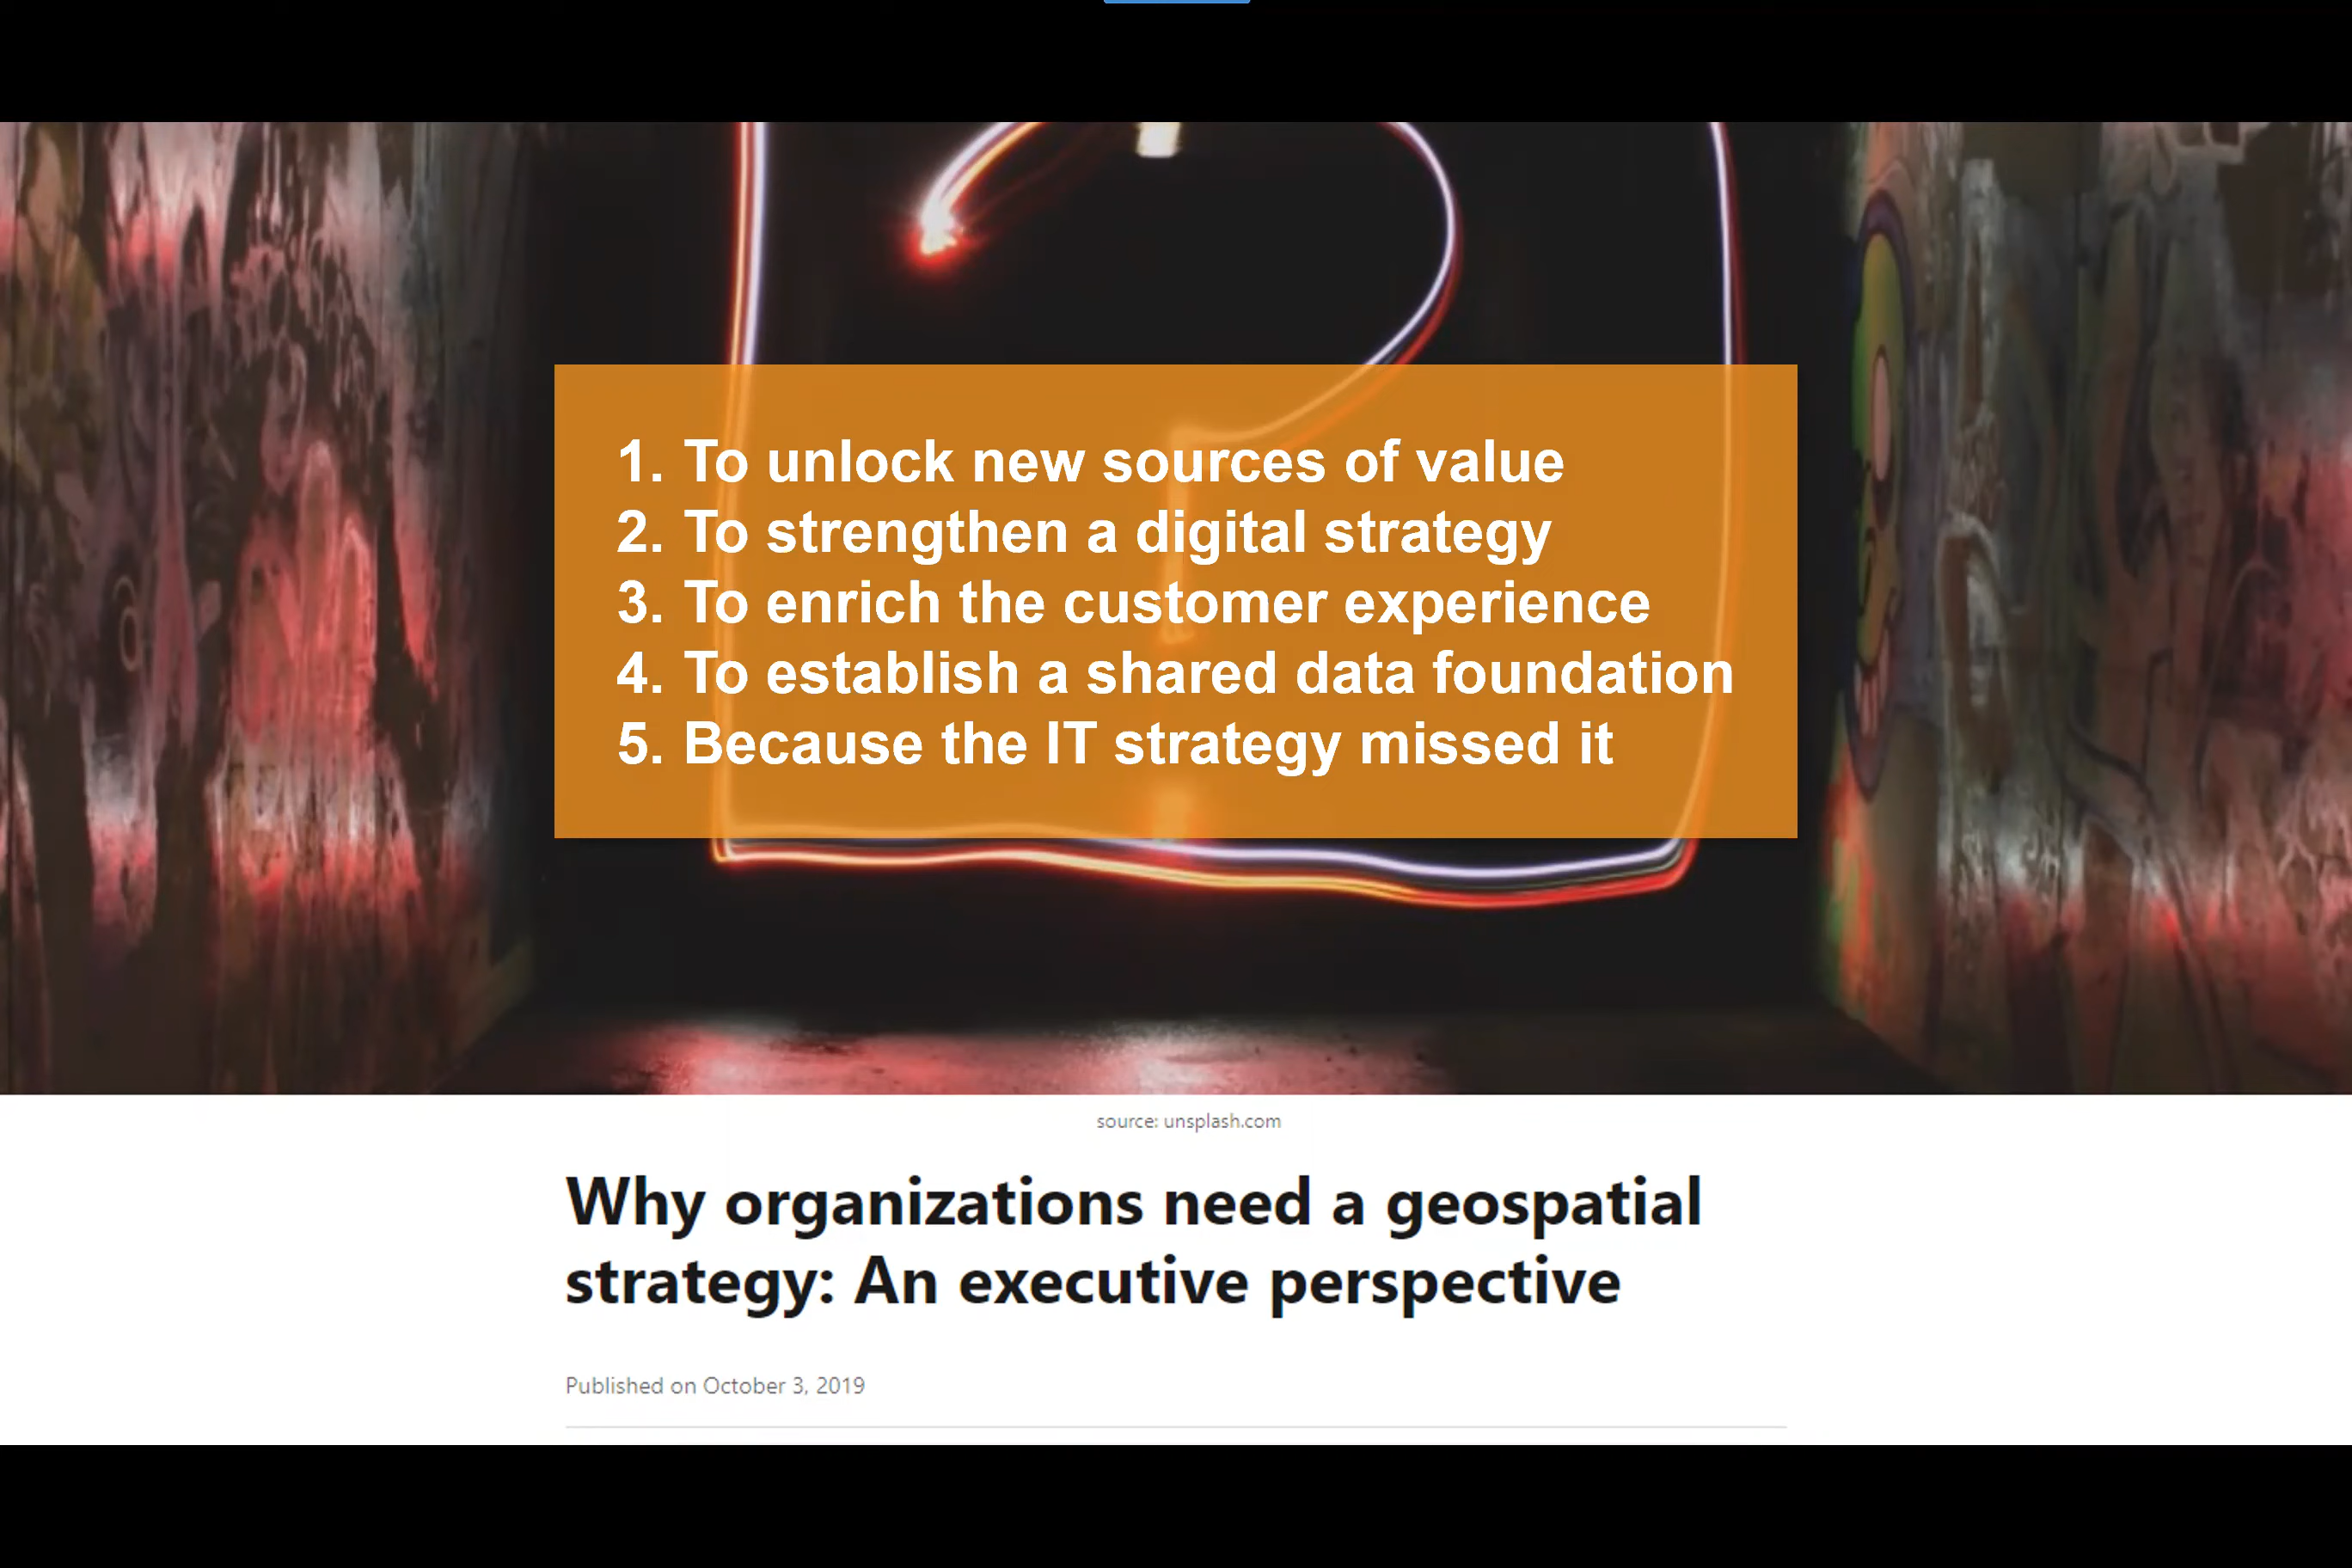 1. To unlock new sources of value
2. To strengthen a digital strategy
3. To enrich the customer experience
4. To establish a shared data foundation
5. Because the IT strategy missed it
source: unsplash.com
Why organizations need a geospatial
strategy: An executive perspective
Published on October 3, 2019